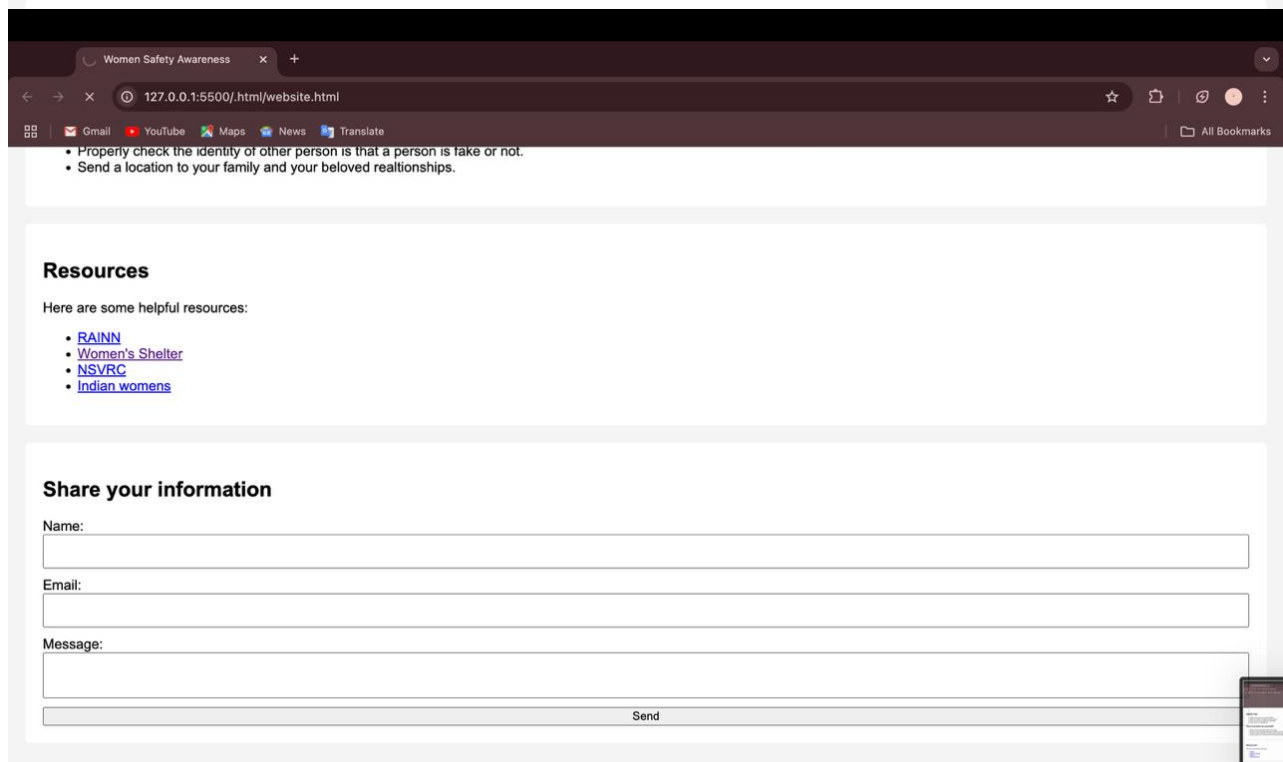 Women Safety Awareness
127.0.0.1:5500/.html/website.html
Gmail YouTube Maps News Translate All Bookmarks
Properly check the identity of other person is that a person is fake or not.
Send a location to your family and your beloved realtionships.
Resources
Here are some helpful resources:
RAINN
Women's Shelter
NSVRC
Indian womens
Share your information
Name:
Email:
Message:
Send